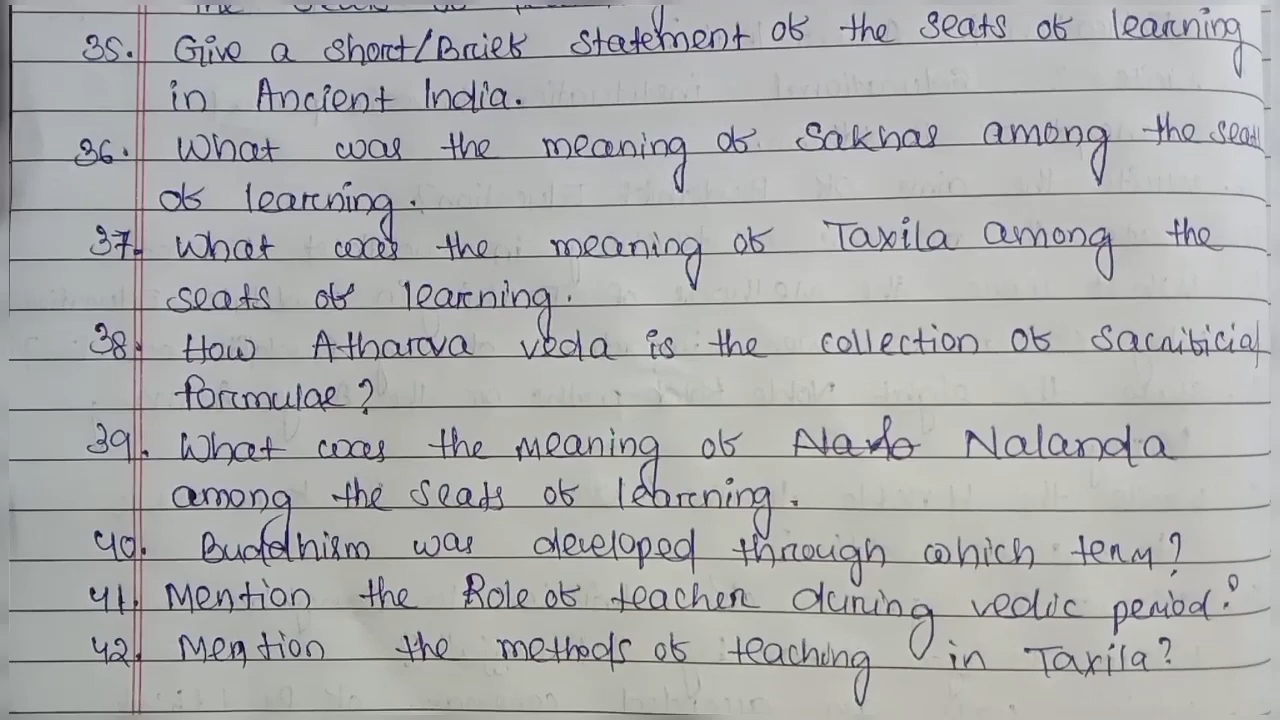 35. Give a short/Brief statement of the seats of learning
in Ancient India.
36. What was the meaning of Sakhas among the seats
of learning.
37. What was the meaning of Taxila among the
seats of learning.
38. How Atharva veda is the collection of sacrificial
formulae?
39. What was the meaning of Nalanda
among the seats of learning.
40. Buddhism was developed through which term?
41. Mention the Role of teacher during vedic period?
42. Mention the methods of teaching in Taxila?